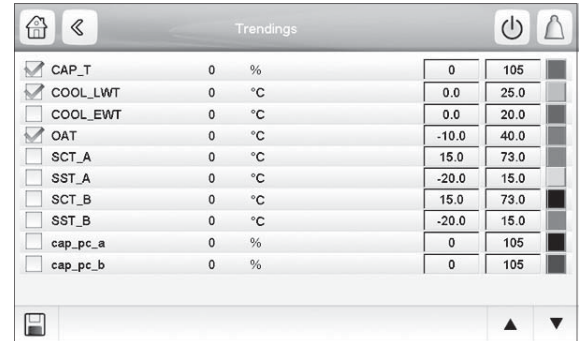 Trendings
CAP_T 0 % 0 105
COOL_LWT 0 °C 0.0 25.0
COOL_EWT 0 °C 0.0 20.0
OAT 0 °C -10.0 40.0
SCT_A 0 °C 15.0 73.0
SST_A 0 °C -20.0 15.0
SCT_B 0 °C 15.0 73.0
SST_B 0 °C -20.0 15.0
cap_pc_a 0 % 0 105
cap_pc_b 0 % 0 105